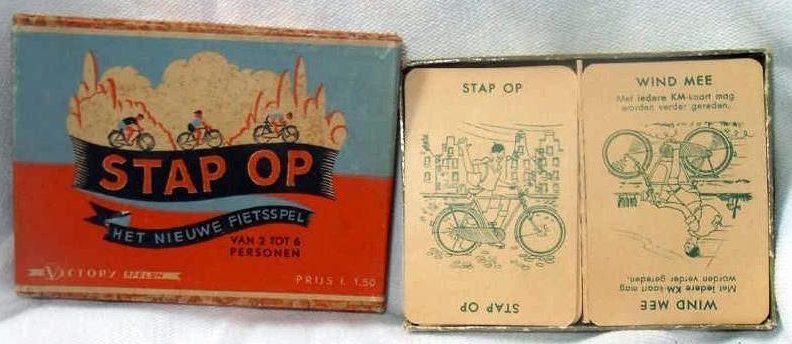 STAP OP
HET NIEUWE FIETSSPEL
VAN 2 TOT 6
PERSONEN
VICTORY SPELEN
PRIJS f. 1,50
STAP OP
STAP OP
WIND MEE
Met iedere KM-kaart mag
worden verder gereden.
Met iedere KM-kaart mag
worden verder gereden.
WIND MEE